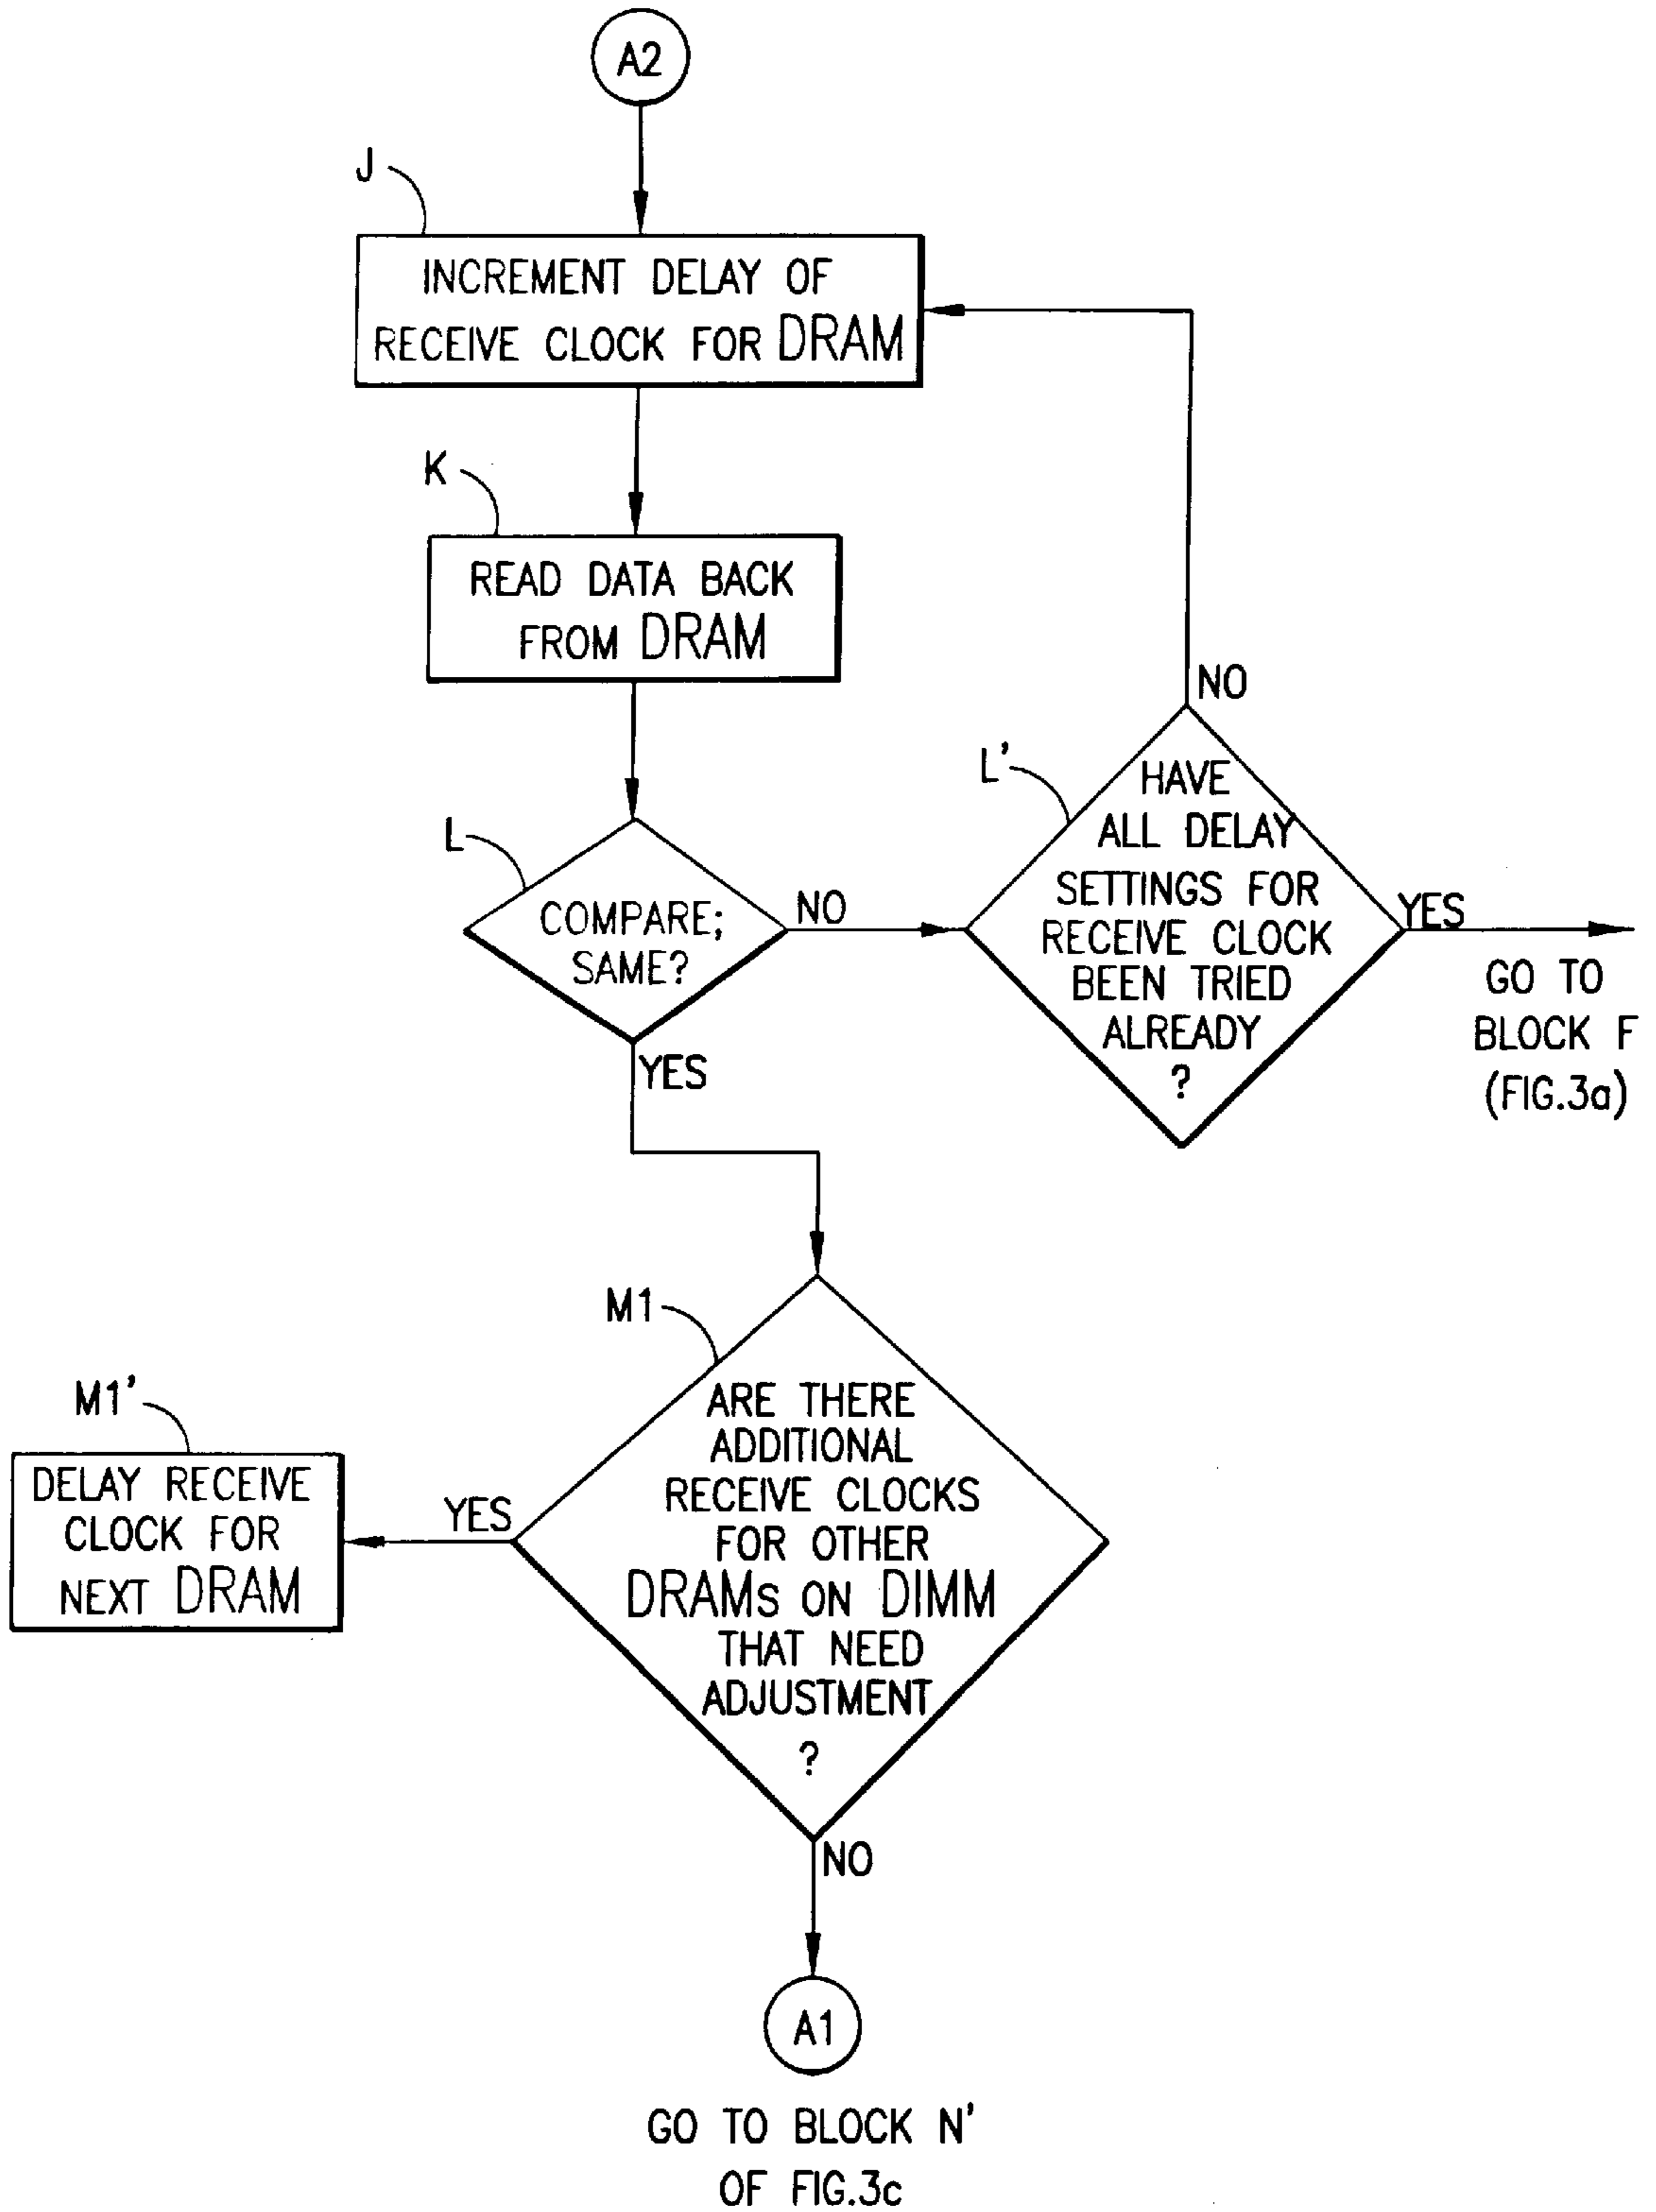 A2
J
INCREMENT DELAY OF
RECEIVE CLOCK FOR DRAM
K
READ DATA BACK
FROM DRAM
NO
L'
HAVE
ALL DELAY
SETTINGS FOR
RECEIVE CLOCK
BEEN TRIED
ALREADY
?
L
COMPARE;
SAME?
NO
YES
GO TO
BLOCK F
(FIG.3a)
YES
M1
ARE THERE
ADDITIONAL
RECEIVE CLOCKS
FOR OTHER
DRAMs ON DIMM
THAT NEED
ADJUSTMENT
?
M1'
DELAY RECEIVE
CLOCK FOR
NEXT DRAM
YES
NO
A1
GO TO BLOCK N'
OF FIG.3c